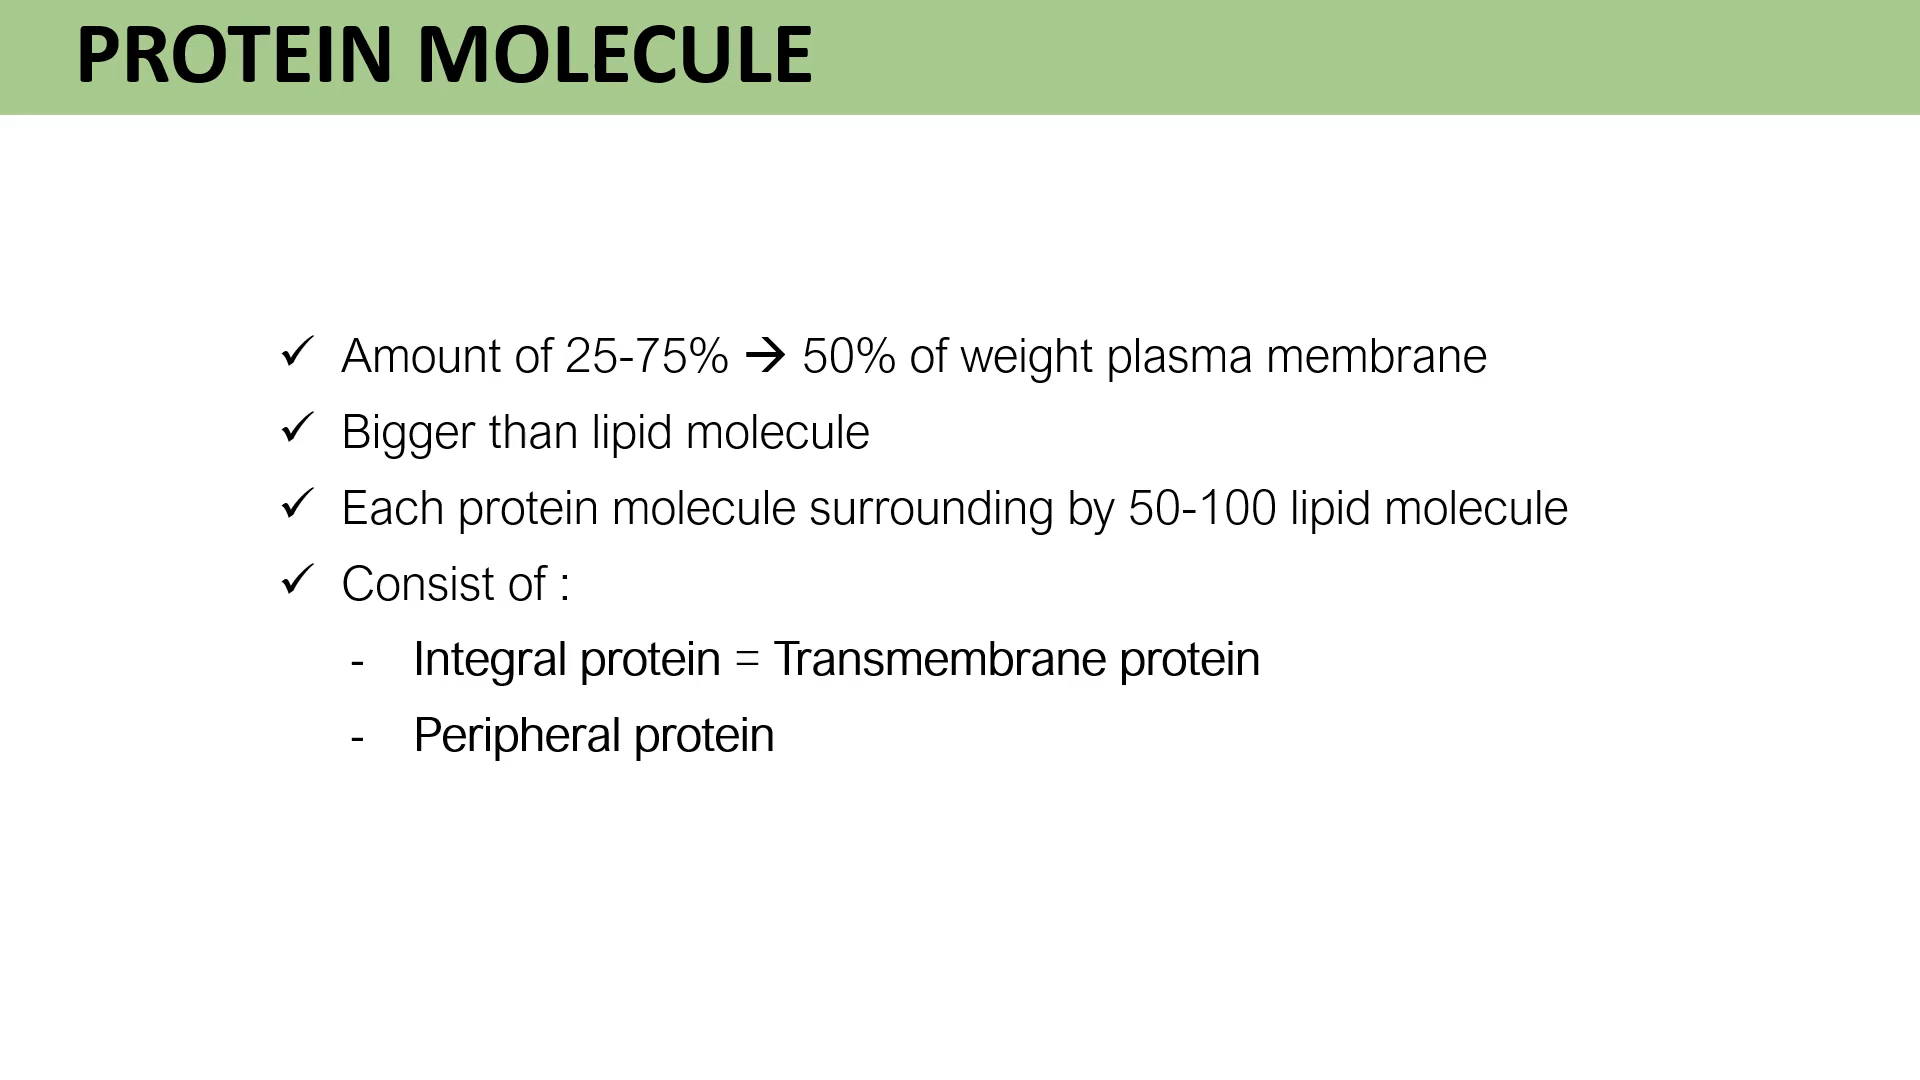 PROTEIN MOLECULE
✓ Amount of 25-75% → 50% of weight plasma membrane
✓ Bigger than lipid molecule
✓ Each protein molecule surrounding by 50-100 lipid molecule
✓ Consist of :
- Integral protein = Transmembrane protein
- Peripheral protein